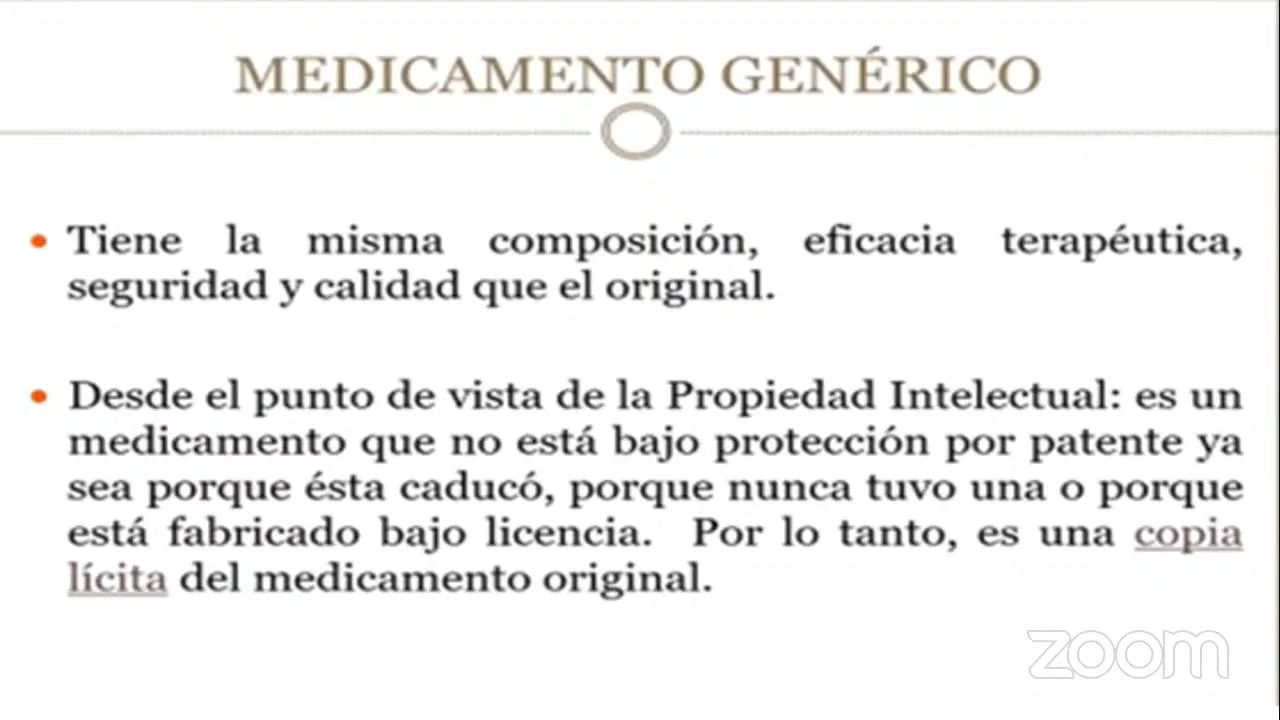 MEDICAMENTO GENÉRICO
• Tiene la misma composición, eficacia terapéutica,
seguridad y calidad que el original.
• Desde el punto de vista de la Propiedad Intelectual: es un
medicamento que no está bajo protección por patente ya
sea porque ésta caducó, porque nunca tuvo una o porque
está fabricado bajo licencia. Por lo tanto, es una copia
lícita del medicamento original.
zoom